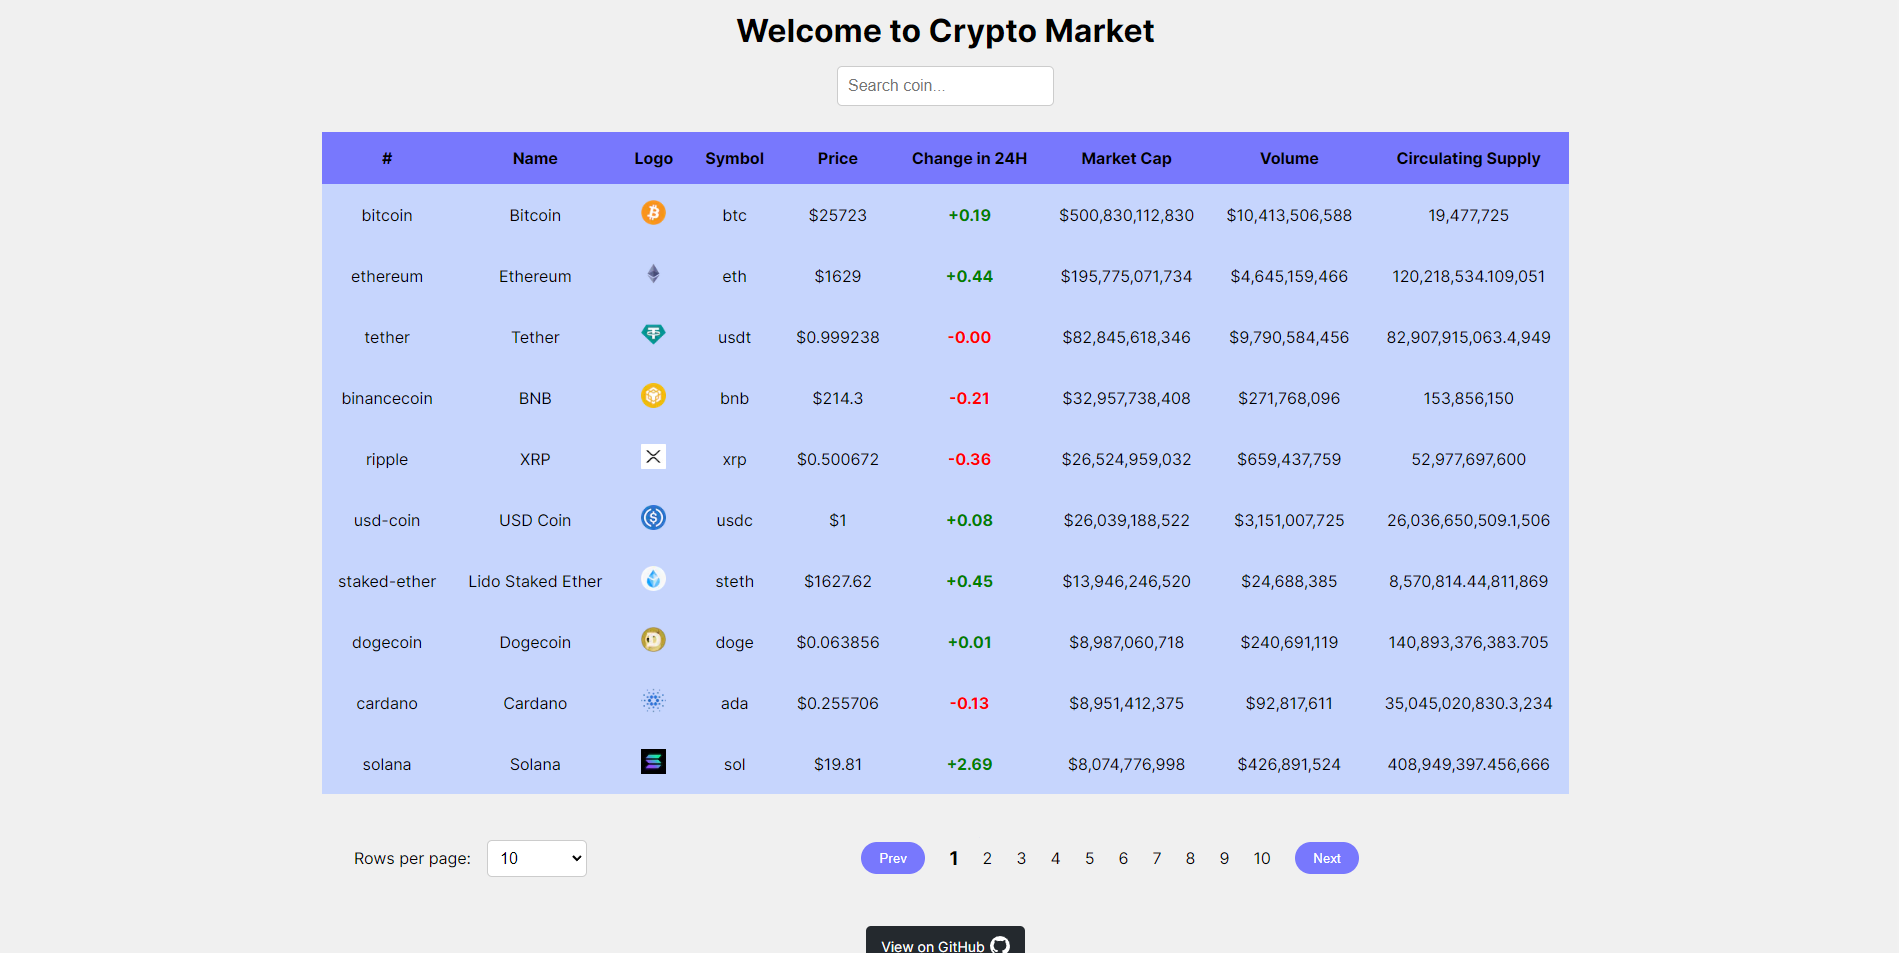 Welcome to Crypto Market
Search coin...
# Name Logo Symbol Price Change in 24H Market Cap Volume Circulating Supply
bitcoin Bitcoin btc $25723 +0.19 $500,830,112,830 $10,413,506,588 19,477,725
ethereum Ethereum eth $1629 +0.44 $195,775,071,734 $4,645,159,466 120,218,534.109,051
tether Tether usdt $0.999238 -0.00 $82,845,618,346 $9,790,584,456 82,907,915,063.4,949
binancecoin BNB bnb $214.3 -0.21 $32,957,738,408 $271,768,096 153,856,150
ripple XRP xrp $0.500672 -0.36 $26,524,959,032 $659,437,759 52,977,697,600
usd-coin USD Coin usdc $1 +0.08 $26,039,188,522 $3,151,007,725 26,036,650,509.1,506
staked-ether Lido Staked Ether steth $1627.62 +0.45 $13,946,246,520 $24,688,385 8,570,814.44,811,869
dogecoin Dogecoin doge $0.063856 +0.01 $8,987,060,718 $240,691,119 140,893,376,383.705
cardano Cardano ada $0.255706 -0.13 $8,951,412,375 $92,817,611 35,045,020,830.3,234
solana Solana sol $19.81 +2.69 $8,074,776,998 $426,891,524 408,949,397.456,666
Rows per page: 10 Prev 1 2 3 4 5 6 7 8 9 10 Next
View on GitHub